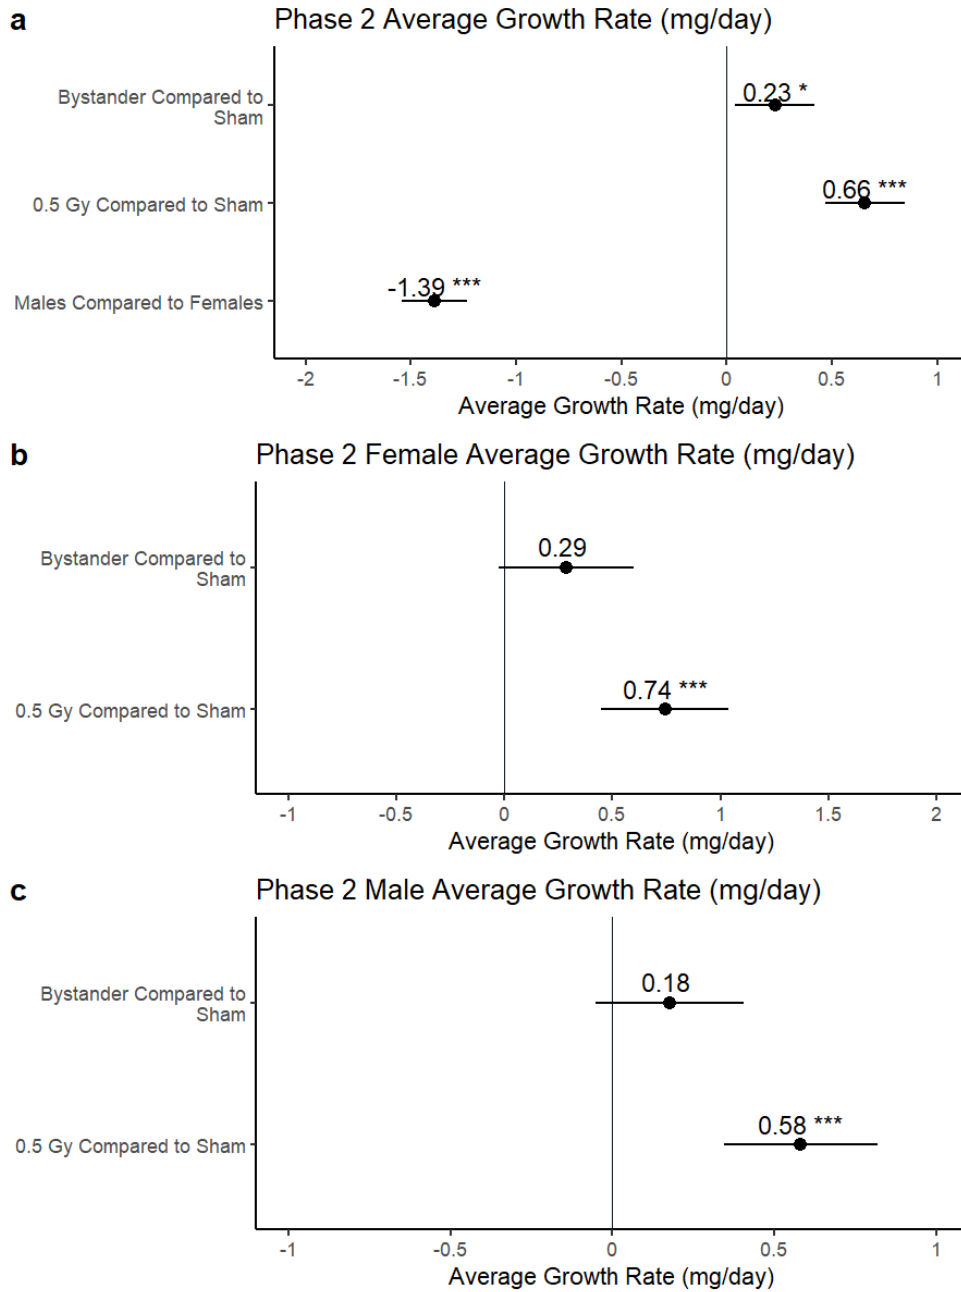 a
Phase 2 Average Growth Rate (mg/day)
Bystander Compared to
Sham
0.23 *
0.5 Gy Compared to Sham
0.66 ***
Males Compared to Females
-1.39 ***
-2 -1.5 -1 -0.5 0 0.5 1
Average Growth Rate (mg/day)
b
Phase 2 Female Average Growth Rate (mg/day)
Bystander Compared to
Sham
0.29
0.5 Gy Compared to Sham
0.74 ***
-1 -0.5 0 0.5 1 1.5 2
Average Growth Rate (mg/day)
c
Phase 2 Male Average Growth Rate (mg/day)
Bystander Compared to
Sham
0.18
0.5 Gy Compared to Sham
0.58 ***
-1 -0.5 0 0.5 1
Average Growth Rate (mg/day)